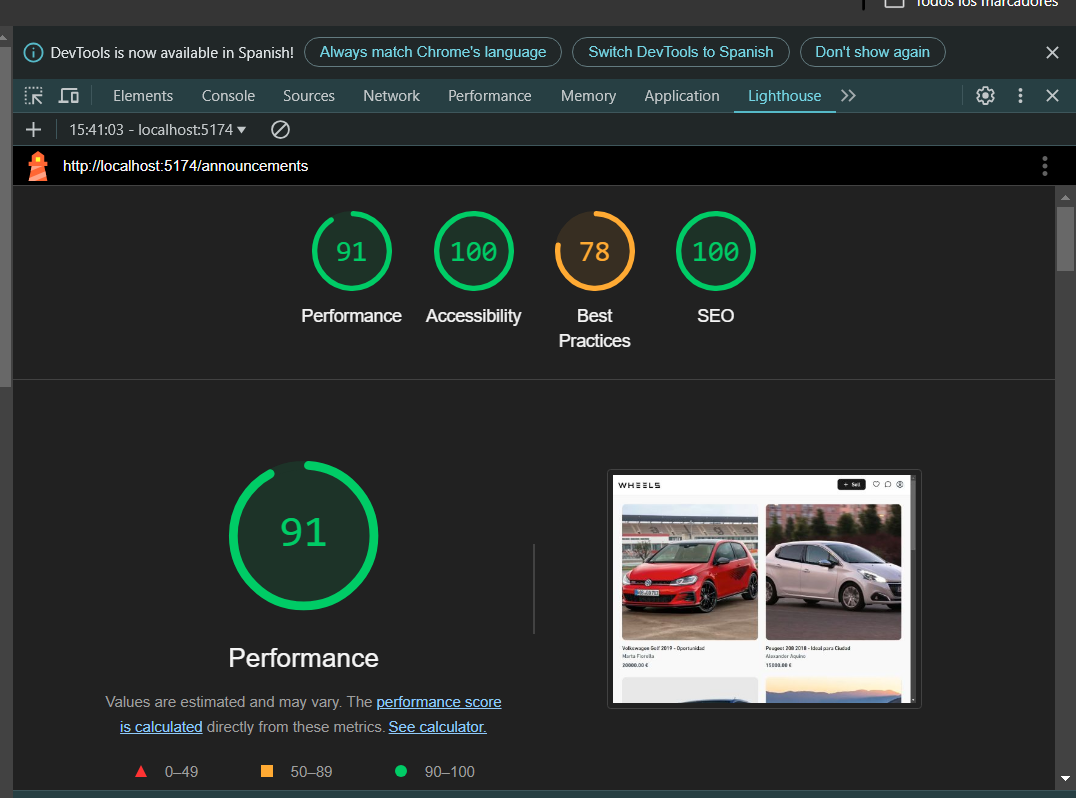 Todos los marcadores
DevTools is now available in Spanish! Always match Chrome's language Switch DevTools to Spanish Don't show again
Elements Console Sources Network Performance Memory Application Lighthouse
15:41:03 - localhost:5174
http://localhost:5174/announcements
91 100 78 100
Performance Accessibility Best Practices SEO
91
Performance
Values are estimated and may vary. The performance score
is calculated directly from these metrics. See calculator.
0–49 50–89 90–100
WHEELS + Sell
Volkswagen Golf 2019 - Oportunidad
Marta Fiorella
20000.00 €
Peugeot 208 2018 - Ideal para Ciudad
Alexander Aquino
15000.00 €